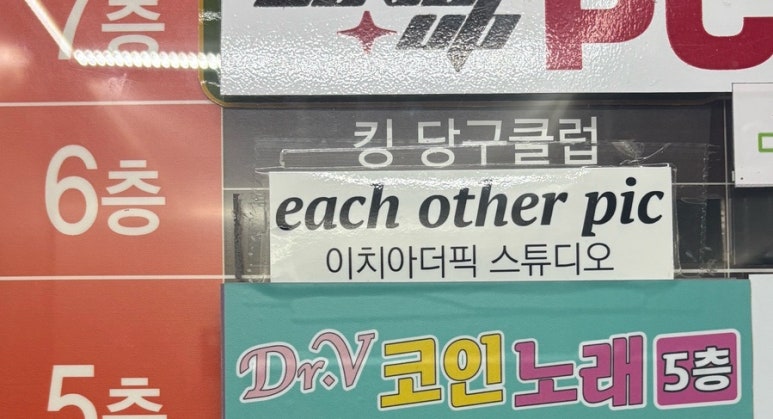 7층
PC
6층
킹 당구클럽
each other pic
이치아더픽 스튜디오
Dr.V 코인노래 5층
5층